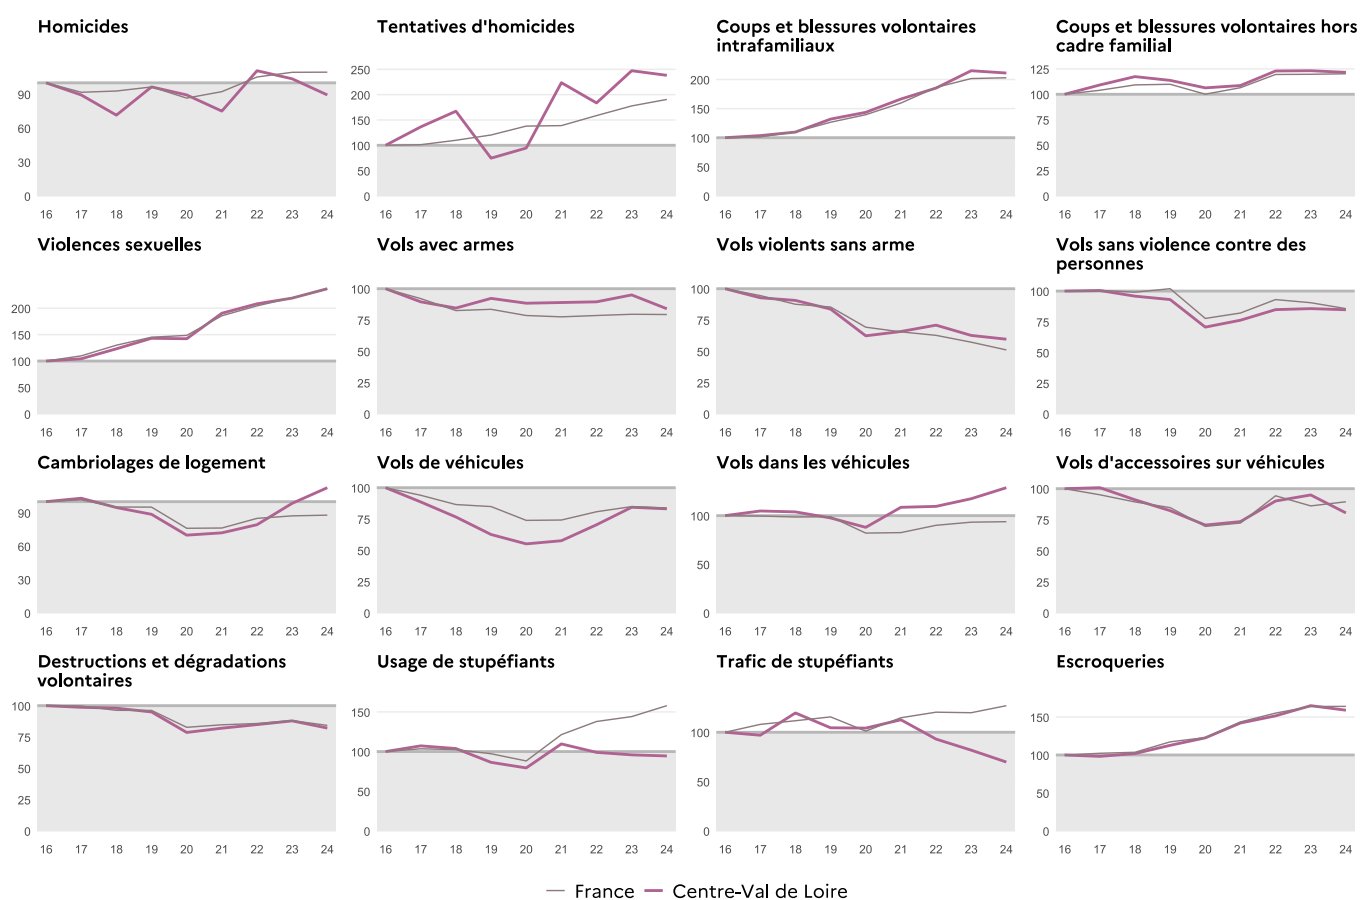 Homicides
90
60
30
0
16 17 18 19 20 21 22 23 24
Tentatives d'homicides
250
200
150
100
50
0
16 17 18 19 20 21 22 23 24
Coups et blessures volontaires
intrafamiliaux
200
150
100
50
0
16 17 18 19 20 21 22 23 24
Coups et blessures volontaires hors
cadre familial
125
100
75
50
25
0
16 17 18 19 20 21 22 23 24
Violences sexuelles
200
150
100
50
0
16 17 18 19 20 21 22 23 24
Vols avec armes
100
75
50
25
0
16 17 18 19 20 21 22 23 24
Vols violents sans arme
100
75
50
25
0
16 17 18 19 20 21 22 23 24
Vols sans violence contre des
personnes
100
75
50
25
0
16 17 18 19 20 21 22 23 24
Cambriolages de logement
90
60
30
0
16 17 18 19 20 21 22 23 24
Vols de véhicules
100
75
50
25
0
16 17 18 19 20 21 22 23 24
Vols dans les véhicules
100
50
0
16 17 18 19 20 21 22 23 24
Vols d'accessoires sur véhicules
100
75
50
25
0
16 17 18 19 20 21 22 23 24
Destructions et dégradations
volontaires
100
75
50
25
0
16 17 18 19 20 21 22 23 24
Usage de stupéfiants
150
100
50
0
16 17 18 19 20 21 22 23 24
Trafic de stupéfiants
100
50
0
16 17 18 19 20 21 22 23 24
Escroqueries
150
100
50
0
16 17 18 19 20 21 22 23 24
France Centre-Val de Loire